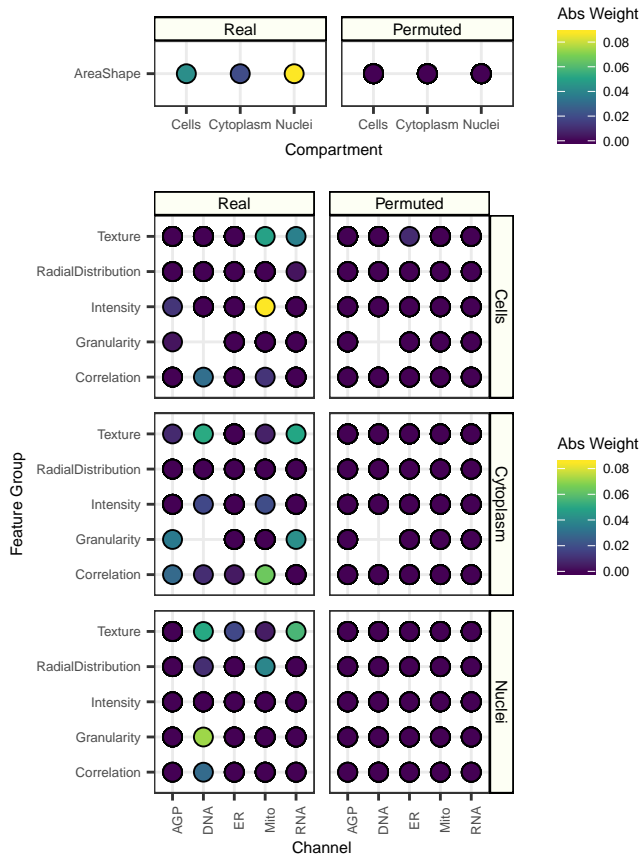 Real Permuted
AreaShape
Cells Cytoplasm Nuclei Cells Cytoplasm Nuclei
Compartment
Abs Weight
0.08
0.06
0.04
0.02
0.00
Real Permuted
Feature Group
Texture
RadialDistribution
Intensity
Granularity
Correlation
Cells
Texture
RadialDistribution
Intensity
Granularity
Correlation
Cytoplasm
Texture
RadialDistribution
Intensity
Granularity
Correlation
Nuclei
AGP DNA ER Mito RNA AGP DNA ER Mito RNA
Channel
Abs Weight
0.08
0.06
0.04
0.02
0.00